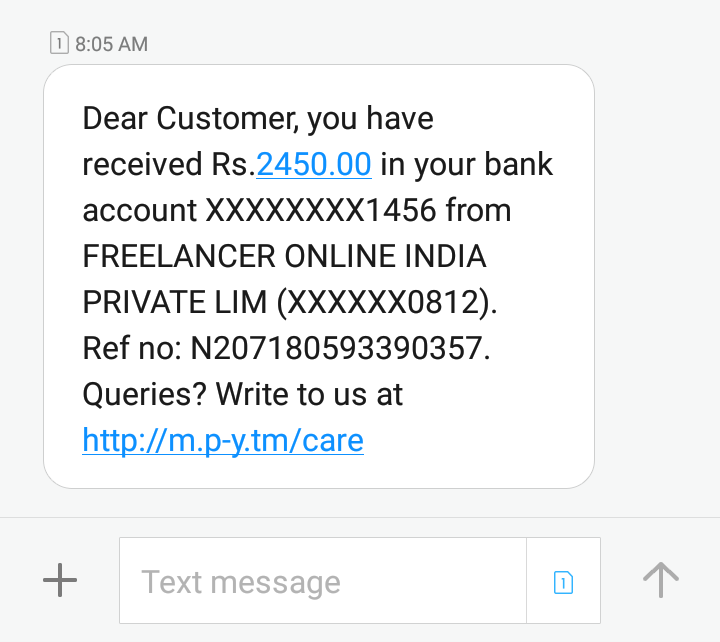 1 8:05 AM
Dear Customer, you have
received Rs.2450.00 in your bank
account XXXXXXXX1456 from
FREELANCER ONLINE INDIA
PRIVATE LIM (XXXXXX0812).
Ref no: N207180593390357.
Queries? Write to us at
http://m.p-y.tm/care
Text message 1